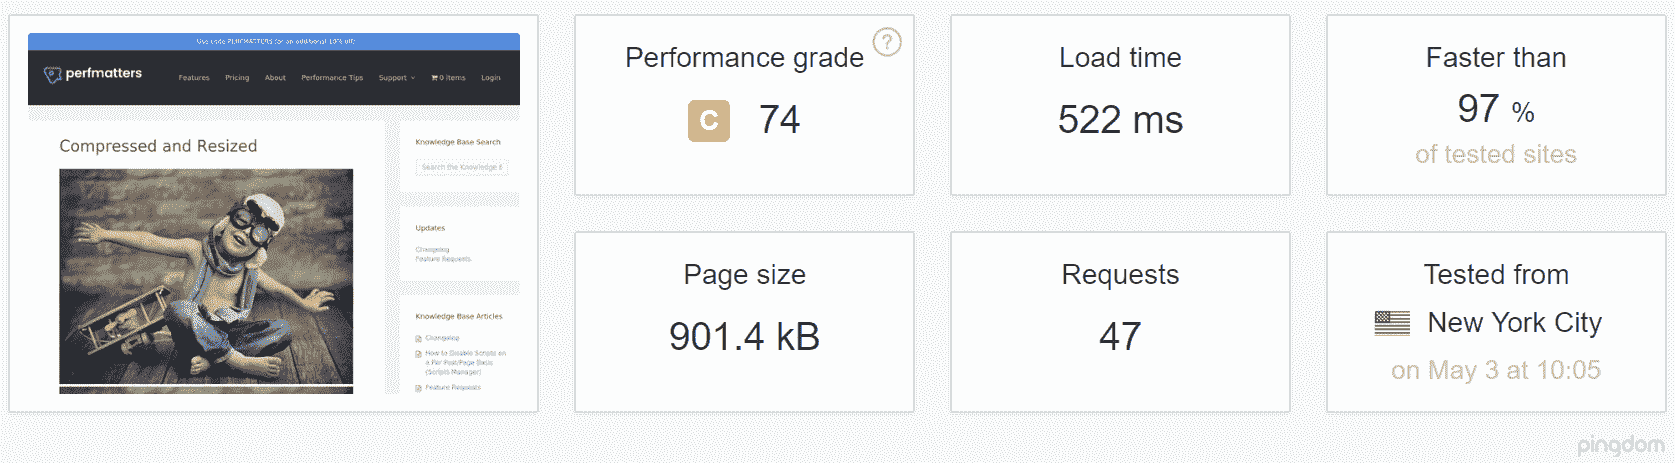 Use code PERFMATTERS for an additional 10% off!
perfmatters
Features Pricing About Performance Tips Support 0 Items Login
Compressed and Resized
Knowledge Base Search
Search the Knowledge
Updates
Changelog
Feature Requests
Knowledge Base Articles
Changelog
How to Disable Scripts on
a Per Post/Page Basis
(Scripts Manager)
Feature Requests
Performance grade ?
C 74
Load time
522 ms
Faster than
97 %
of tested sites
Page size
901.4 kB
Requests
47
Tested from
New York City
on May 3 at 10:05
pingdom